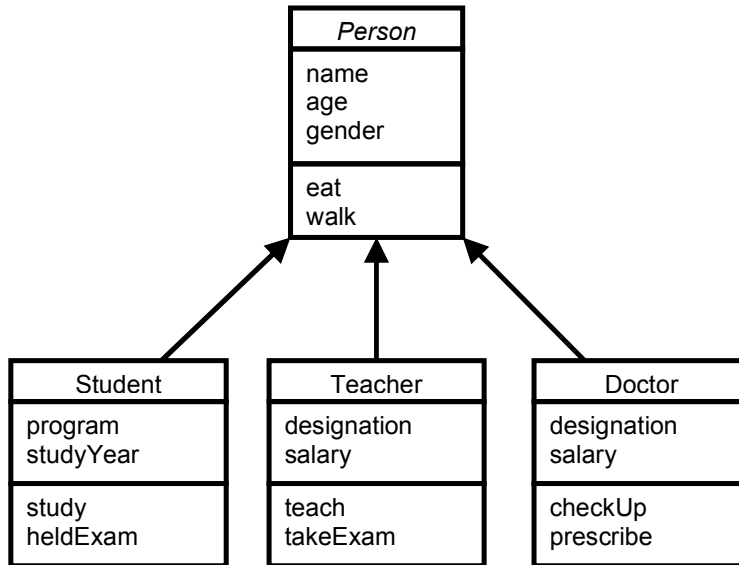 Person
name
age
gender
eat
walk
Student
program
studyYear
study
heldExam
Teacher
designation
salary
teach
takeExam
Doctor
designation
salary
checkUp
prescribe